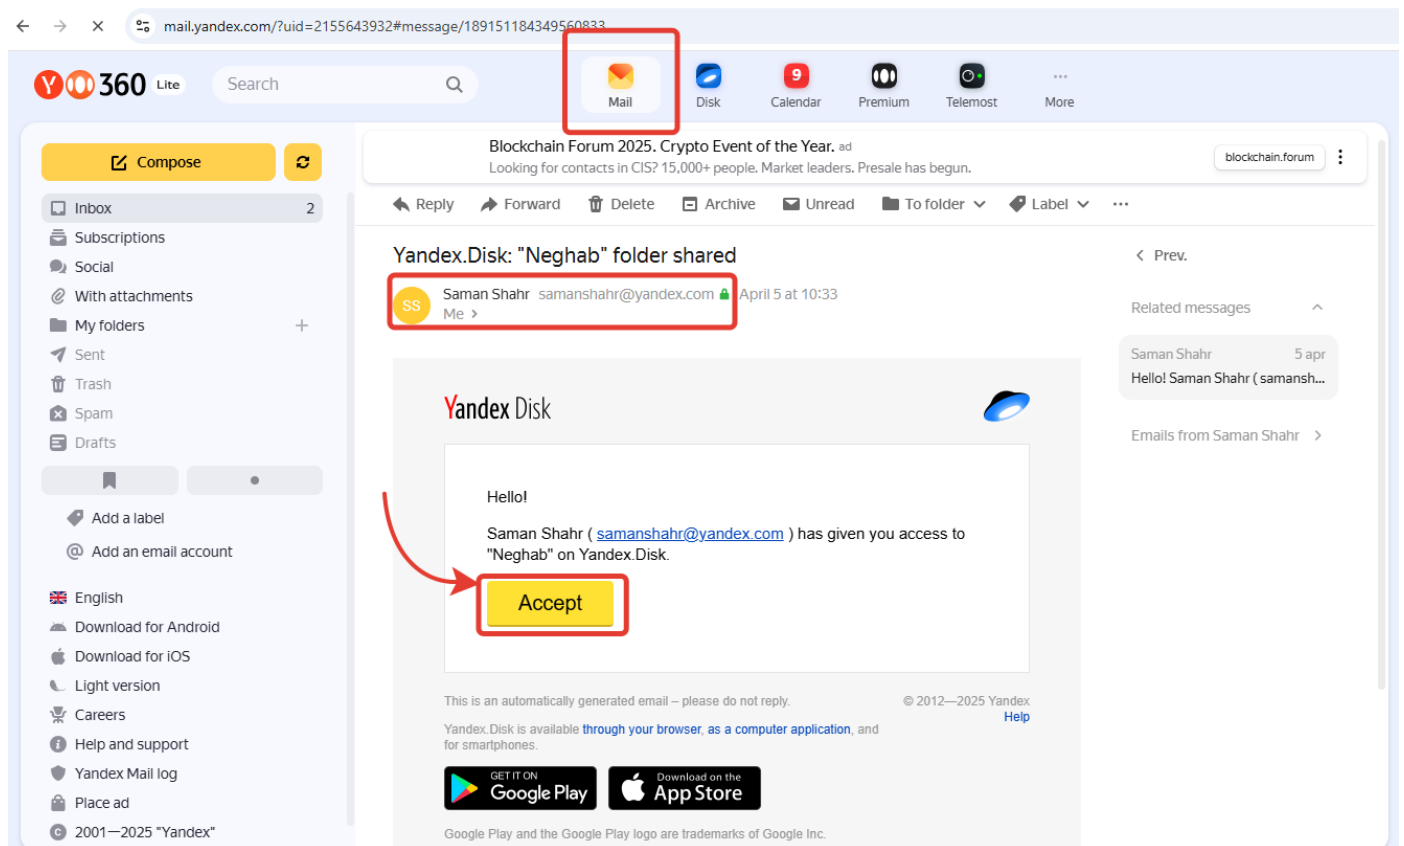 mail.yandex.com/?uid=2155643932#message/189151184349560833
360 Lite
Search
Mail
Disk
9
Calendar
Premium
Telemost
More
Compose
Inbox 2
Subscriptions
Social
With attachments
My folders
Sent
Trash
Spam
Drafts
Add a label
Add an email account
English
Download for Android
Download for iOS
Light version
Careers
Help and support
Yandex Mail log
Place ad
2001—2025 "Yandex"
Blockchain Forum 2025. Crypto Event of the Year. ad
Looking for contacts in CIS? 15,000+ people. Market leaders. Presale has begun.
blockchain.forum
Reply Forward Delete Archive Unread To folder Label
Yandex.Disk: "Neghab" folder shared
SS
Saman Shahr samanshahr@yandex.com April 5 at 10:33
Me
Yandex Disk
Hello!
Saman Shahr ( samanshahr@yandex.com ) has given you access to
"Neghab" on Yandex.Disk.
Accept
This is an automatically generated email – please do not reply.
© 2012—2025 Yandex
Help
Yandex.Disk is available through your browser, as a computer application, and
for smartphones.
GET IT ON
Google Play
Download on the
App Store
Google Play and the Google Play logo are trademarks of Google Inc.
Prev.
Related messages
Saman Shahr 5 apr
Hello! Saman Shahr ( samansh...
Emails from Saman Shahr